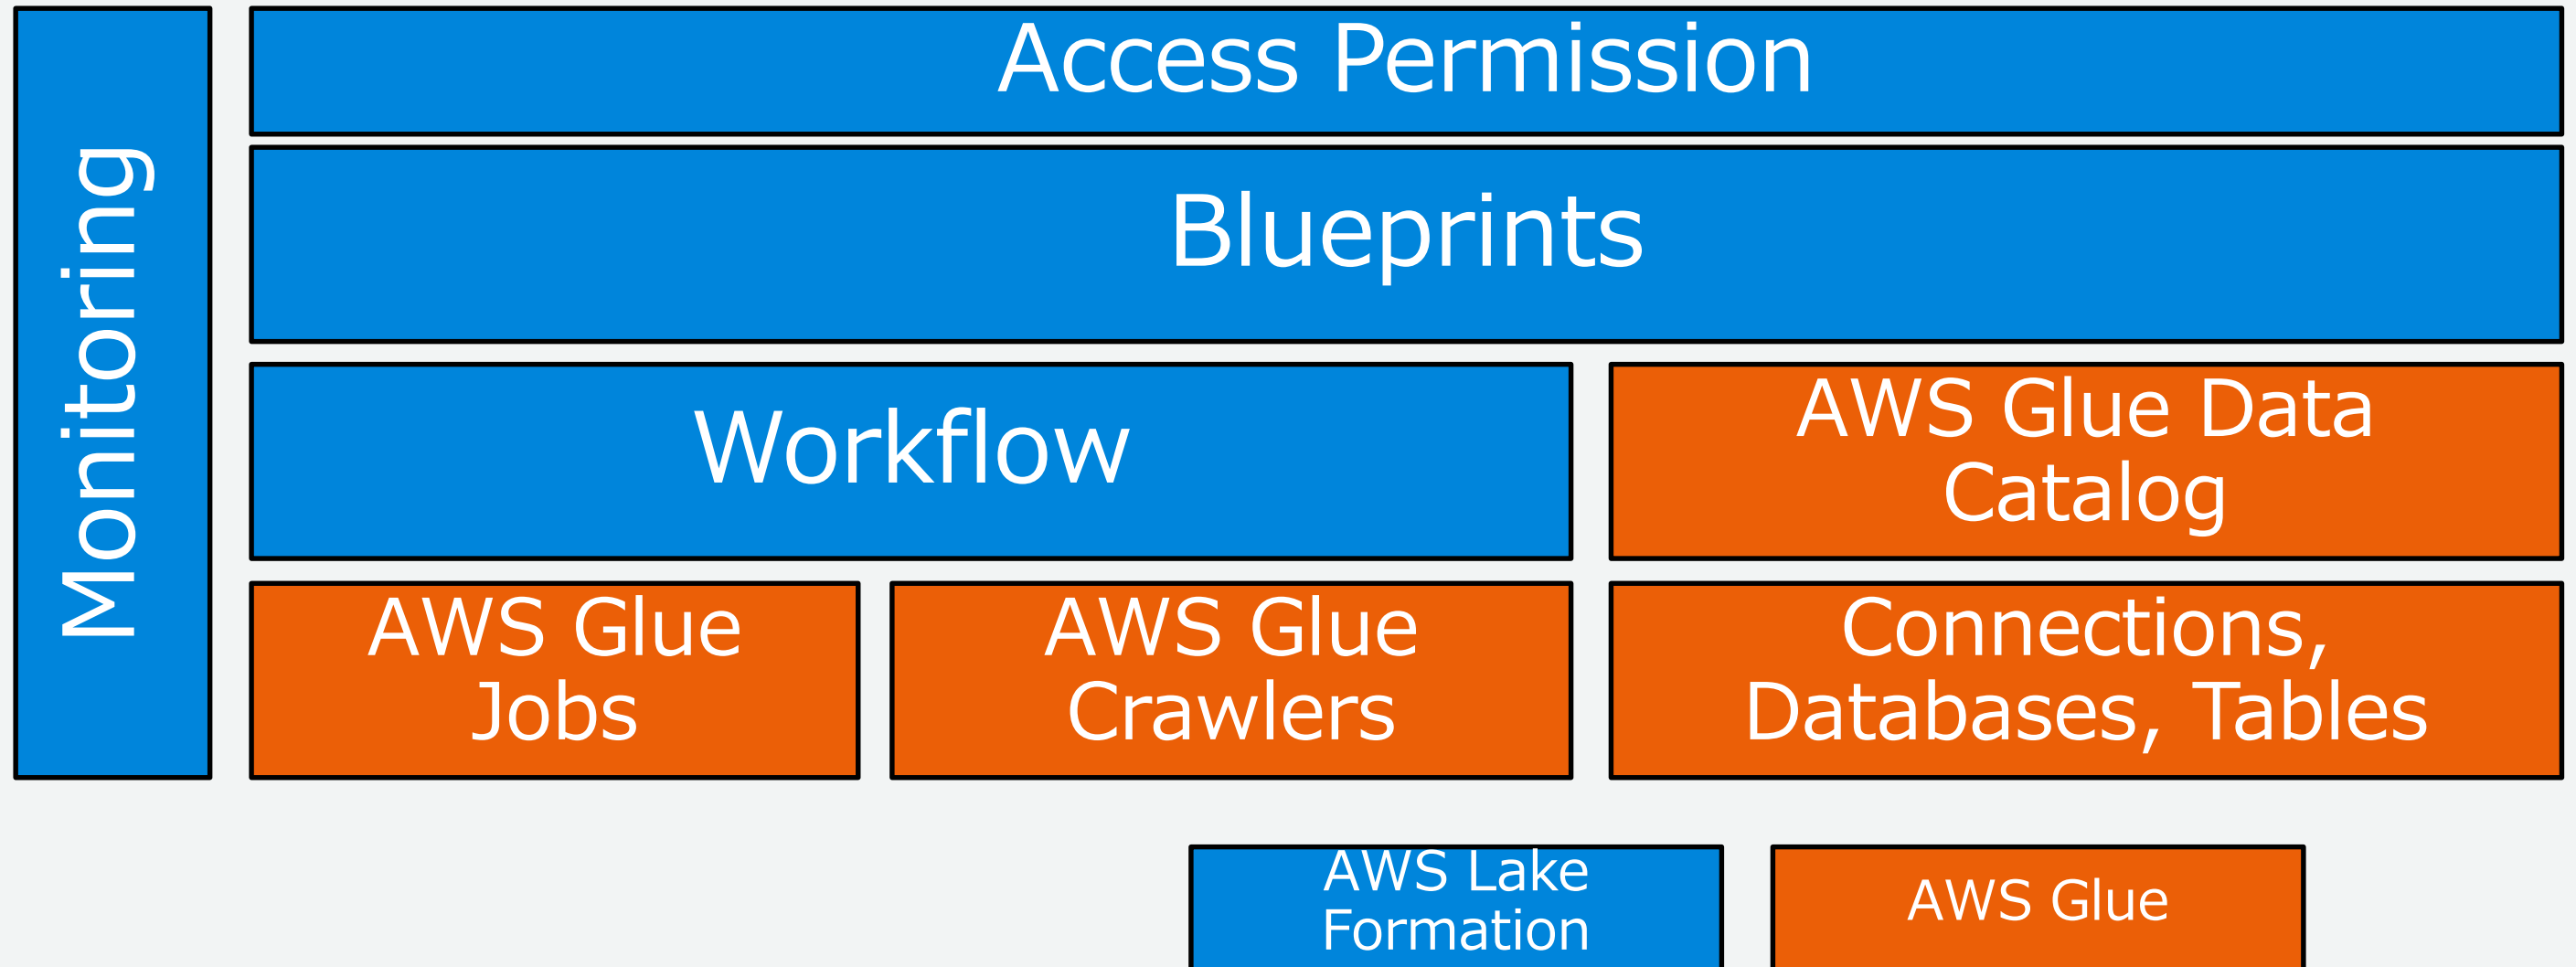 Monitoring
Access Permission
Blueprints
Workflow
AWS Glue Data
Catalog
AWS Glue
Jobs
AWS Glue
Crawlers
Connections,
Databases, Tables
AWS Lake
Formation
AWS Glue